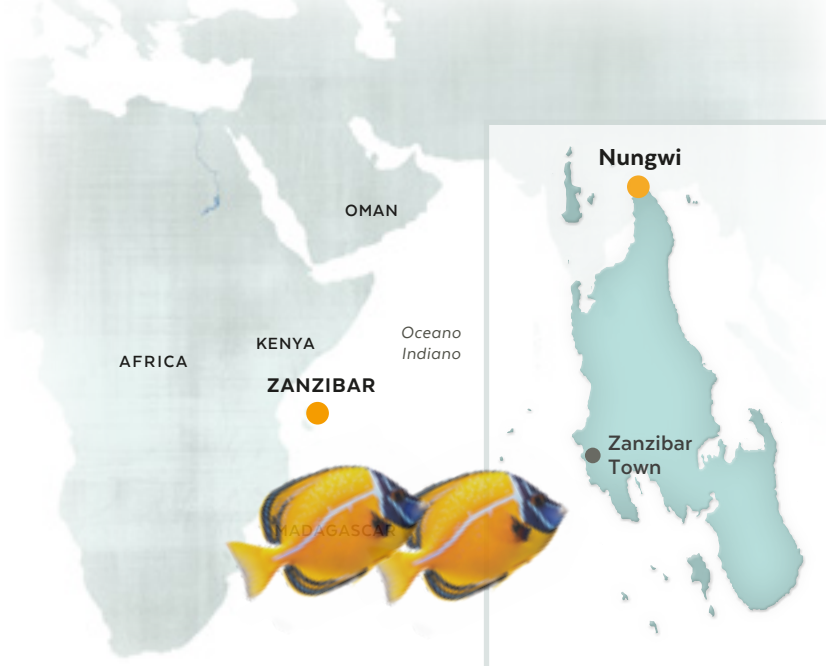 Nungwi
OMAN
Oceano
Indiano
KENYA
AFRICA
ZANZIBAR
Zanzibar
Town
MADAGASCAR